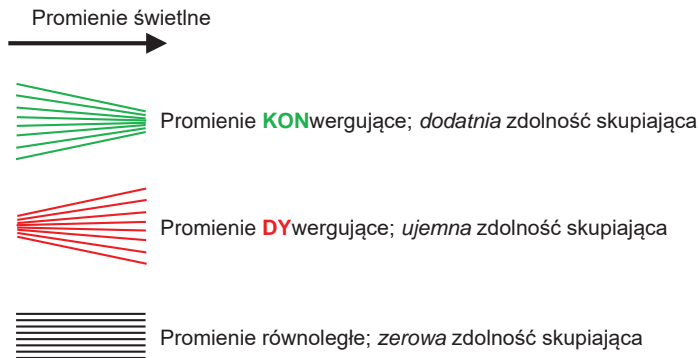 Promienie świetlne
Promienie KONwergujące; dodatnia zdolność skupiająca
Promienie DYwergujące; ujemna zdolność skupiająca
Promienie równoległe; zerowa zdolność skupiająca